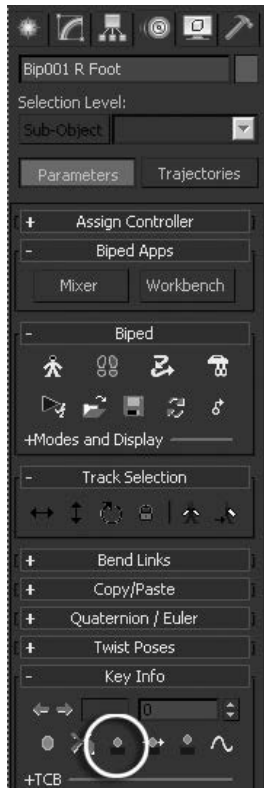 Bip001 R Foot
Selection Level:
Sub-Object
Parameters Trajectories
+ Assign Controller
- Biped Apps
Mixer Workbench
- Biped
+Modes and Display
- Track Selection
+ Bend Links
+ Copy/Paste
+ Quaternion / Euler
+ Twist Poses
- Key Info
0
+TCB